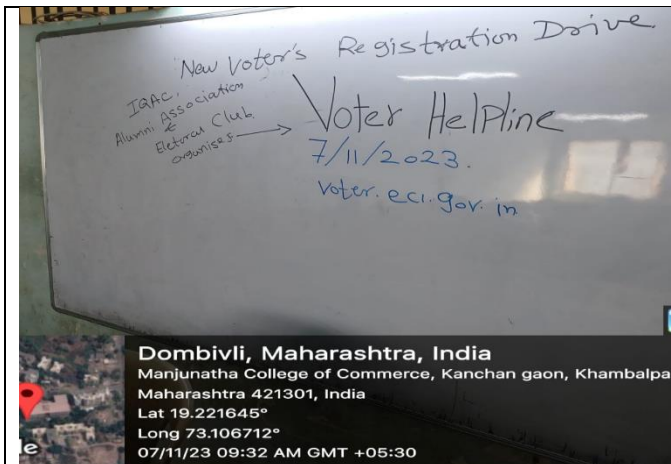 New Voter's Registration Drive
IQAC.
Alumni Association
&
Eletural Club.
organises
Voter Helpline
7/11/2023.
voter.eci.gov.in
Dombivli, Maharashtra, India
Manjunatha College of Commerce, Kanchan gaon, Khambalpa
Maharashtra 421301, India
Lat 19.221645°
Long 73.106712°
07/11/23 09:32 AM GMT +05:30
le